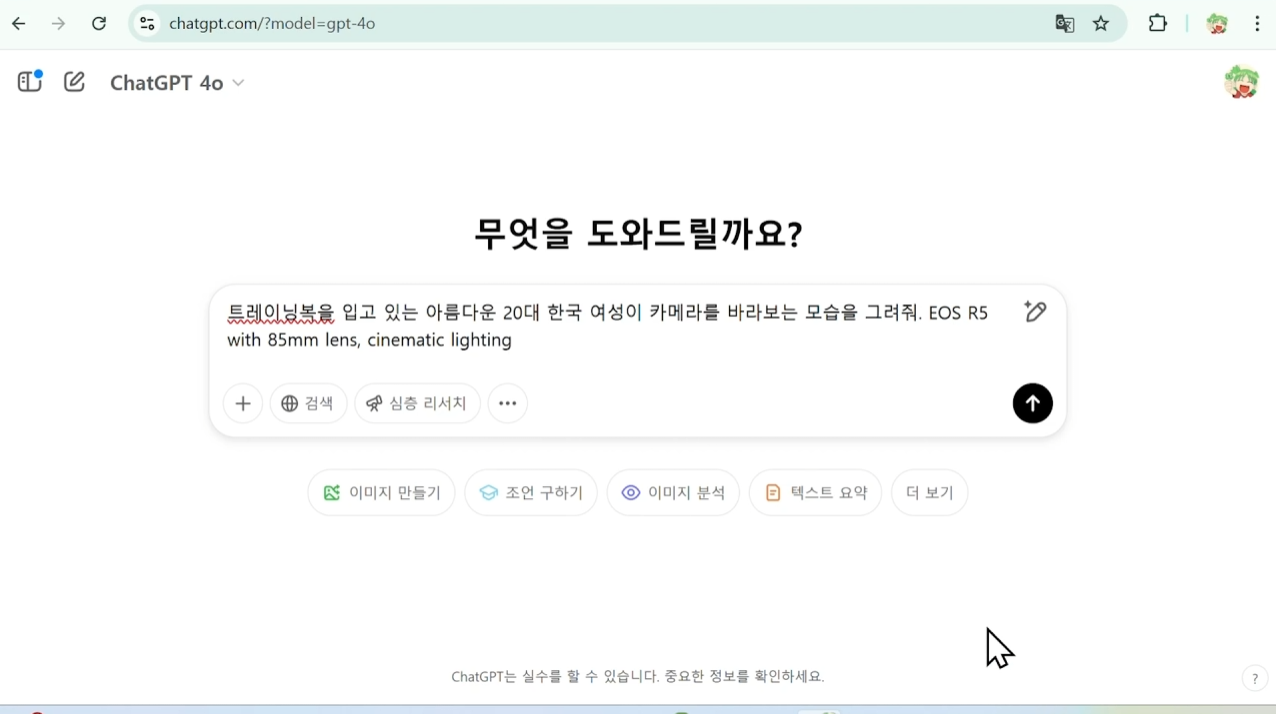 chatgpt.com/?model=gpt-4o
ChatGPT 4o
무엇을 도와드릴까요?
트레이닝복을 입고 있는 아름다운 20대 한국 여성이 카메라를 바라보는 모습을 그려줘. EOS R5
with 85mm lens, cinematic lighting
검색 심층 리서치
이미지 만들기 조언 구하기 이미지 분석 텍스트 요약 더 보기
ChatGPT는 실수를 할 수 있습니다. 중요한 정보를 확인하세요.
?